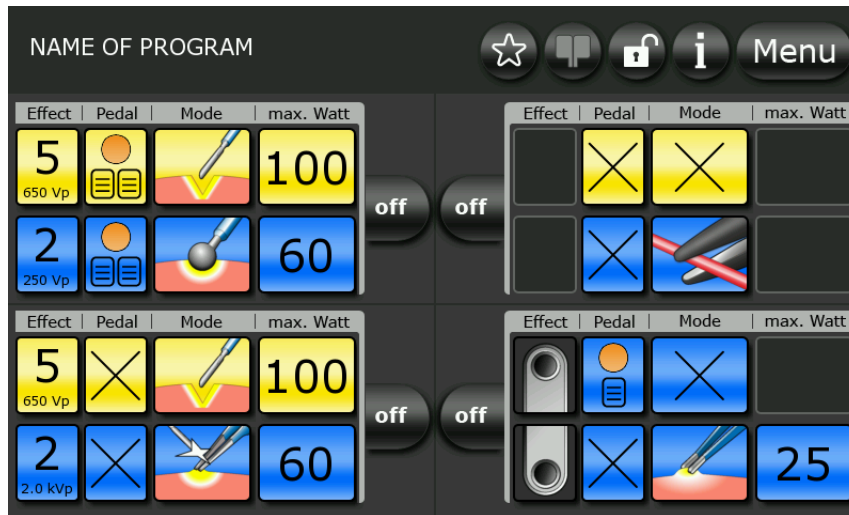 NAME OF PROGRAM
i
Menu
Effect | Pedal | Mode | max. Watt
5
650 Vp
100
2
250 Vp
60
off
Effect | Pedal | Mode | max. Watt
off
Effect | Pedal | Mode | max. Watt
5
650 Vp
100
2
2.0 kVp
60
off
Effect | Pedal | Mode | max. Watt
25
off